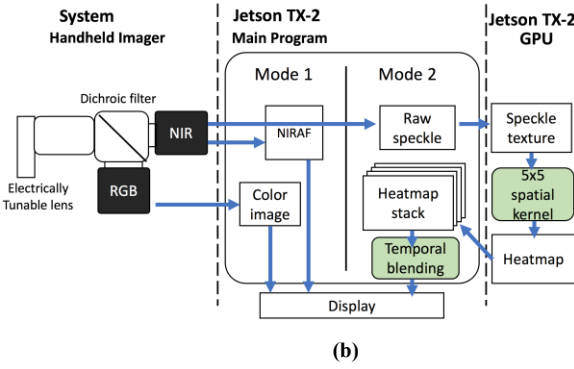 System
Handheld Imager
Jetson TX-2
Main Program
Jetson TX-2
GPU
Mode 1
Mode 2
Dichroic filter
NIR
RGB
Electrically
Tunable lens
NIRAF
Color
image
Raw
speckle
Heatmap
stack
Temporal
blending
Speckle
texture
5x5
spatial
kernel
Heatmap
Display
(b)